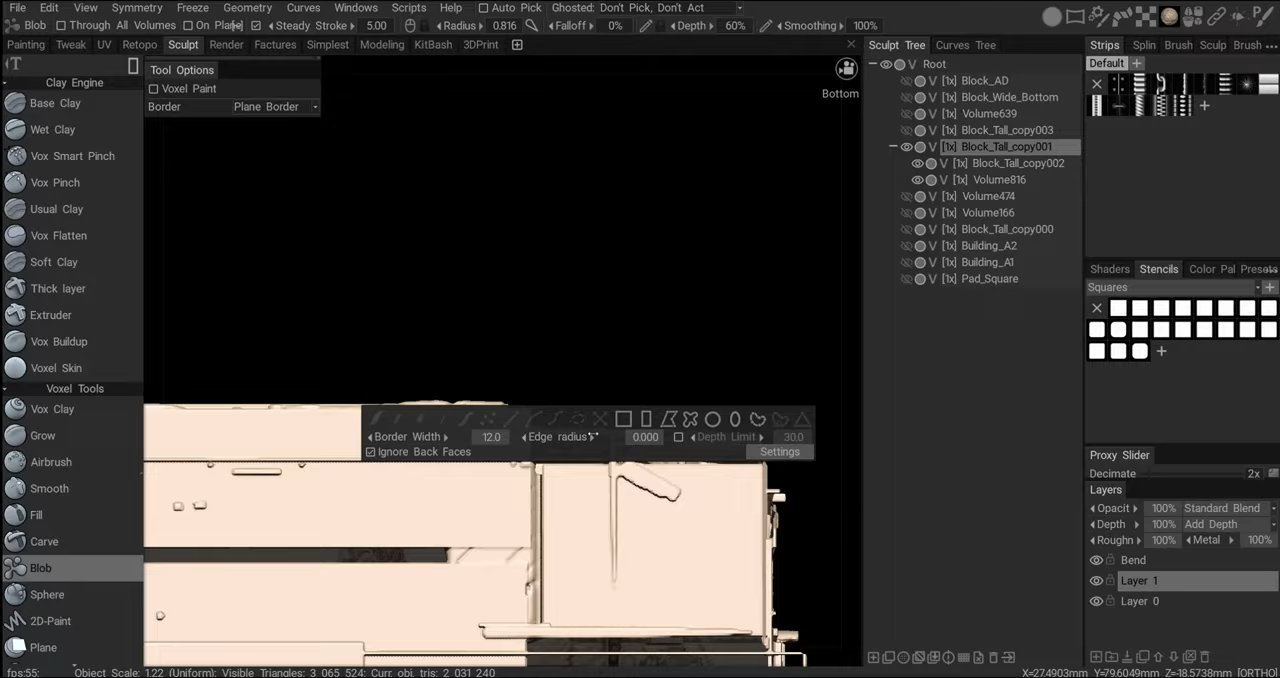 File Edit View Symmetry Freeze Geometry Curves Windows Scripts Help Auto Pick Ghosted: Don't Pick, Don't Act
Blob Through All Volumes On Plane Steady Stroke 5.00 Radius 0.816 Falloff 0% Depth 60% Smoothing 100%
Painting Tweak UV Retopo Sculpt Render Factures Simplest Modeling KitBash 3DPrint
Clay Engine
Base Clay
Wet Clay
Vox Smart Pinch
Vox Pinch
Usual Clay
Vox Flatten
Soft Clay
Thick layer
Extruder
Vox Buildup
Voxel Skin
Voxel Tools
Vox Clay
Grow
Airbrush
Smooth
Fill
Carve
Blob
Sphere
2D-Paint
Plane
Tool Options
Voxel Paint
Border Plane Border
Bottom
Border Width 12.0 Edge radius 0.000 Depth Limit 30.0
Ignore Back Faces Settings
Sculpt Tree Curves Tree
Root
[1x] Block_AD
[1x] Block_Wide_Bottom
[1x] Volume639
[1x] Block_Tall_copy003
[1x] Block_Tall_copy001
[1x] Block_Tall_copy002
[1x] Volume816
[1x] Volume474
[1x] Volume166
[1x] Block_Tall_copy000
[1x] Building_A2
[1x] Building_A1
[1x] Pad_Square
Strips Splin Brush Sculp Brush
Default
Shaders Stencils Color Pal Presets
Squares
Proxy Slider
Decimate 2x
Layers
Opacit 100% Standard Blend
Depth 100% Add Depth
Roughn 100% Metal 100%
Bend
Layer 1
Layer 0
fps:55: Object Scale: 1.22 (Uniform); Visible Triangles: 3 065 524; Curr. obj. tris: 2 031 240
X=27.4903m Y=79.6049m Z=-18.5738m [ORTHO]